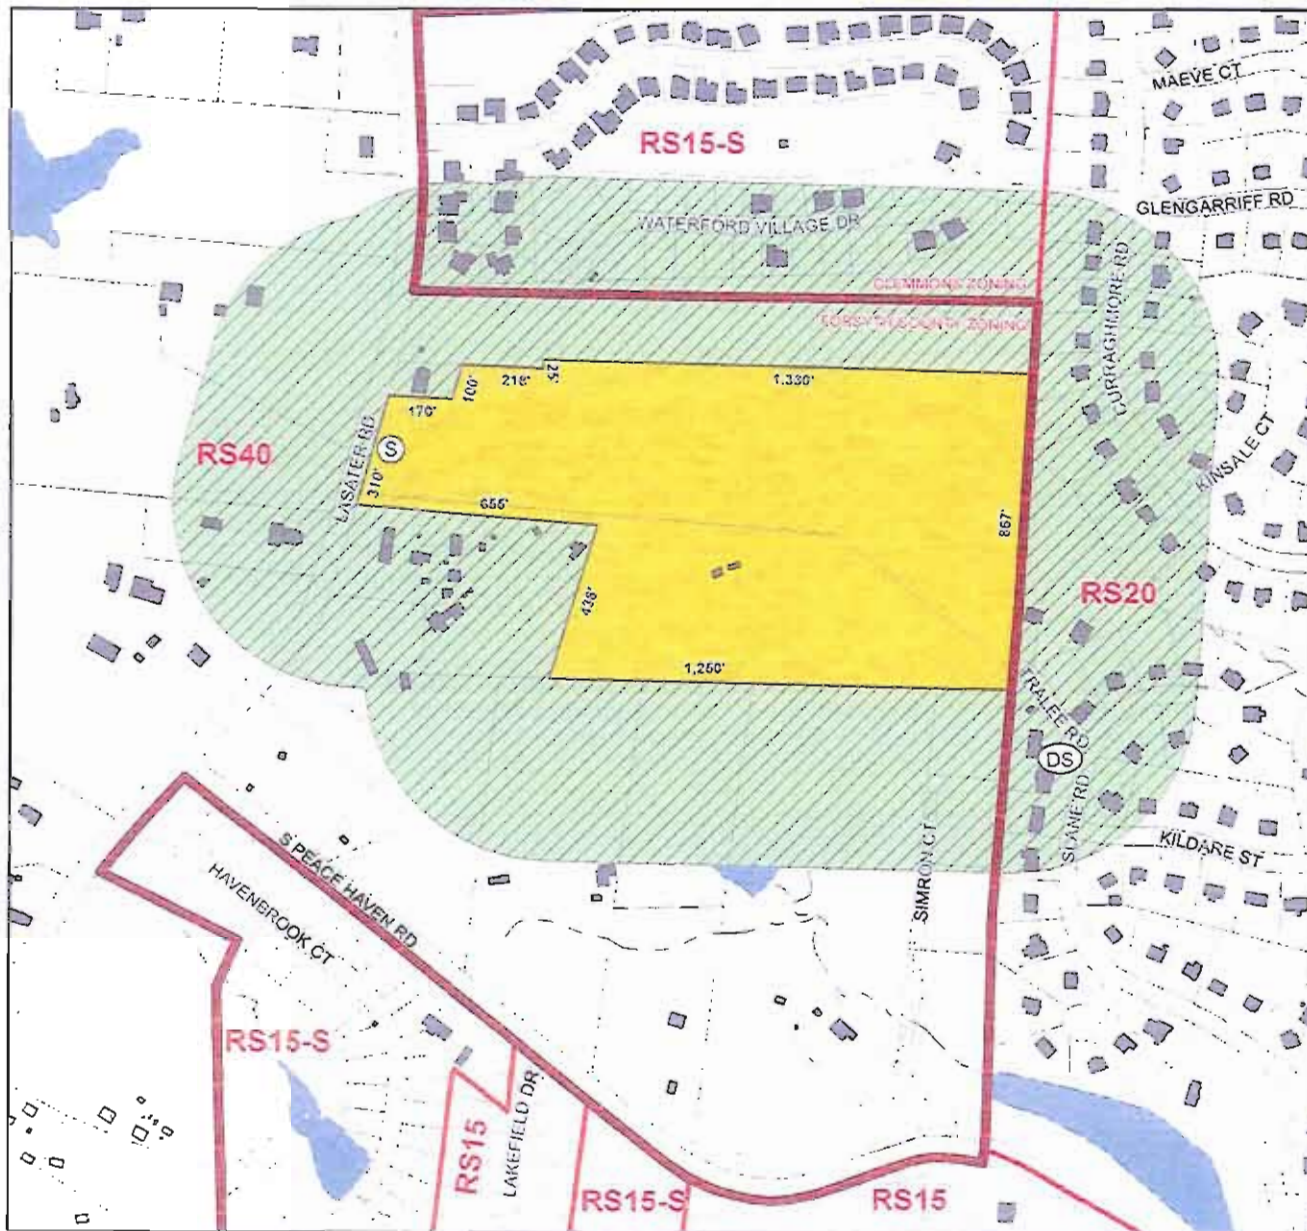 MAEVE CT
RS15-S
GLENGARRIFF RD
WATERFORD VILLAGE DR
CURRAGHMORE RD
CLEMMONS ZONING
FORSYTH COUNTY ZONING
25'
218'
100'
1,330'
170'
KINSALE CT
LASATER RD
S
RS40
310'
655'
867'
438'
RS20
1,250'
TRALEE RD
DS
SLANE RD
KILDARE ST
SIMRON CT
S PEACE HAVEN RD
HAVENBROOK CT
RS15-S
LAKEFIELD DR
RS15
RS15-S
RS15